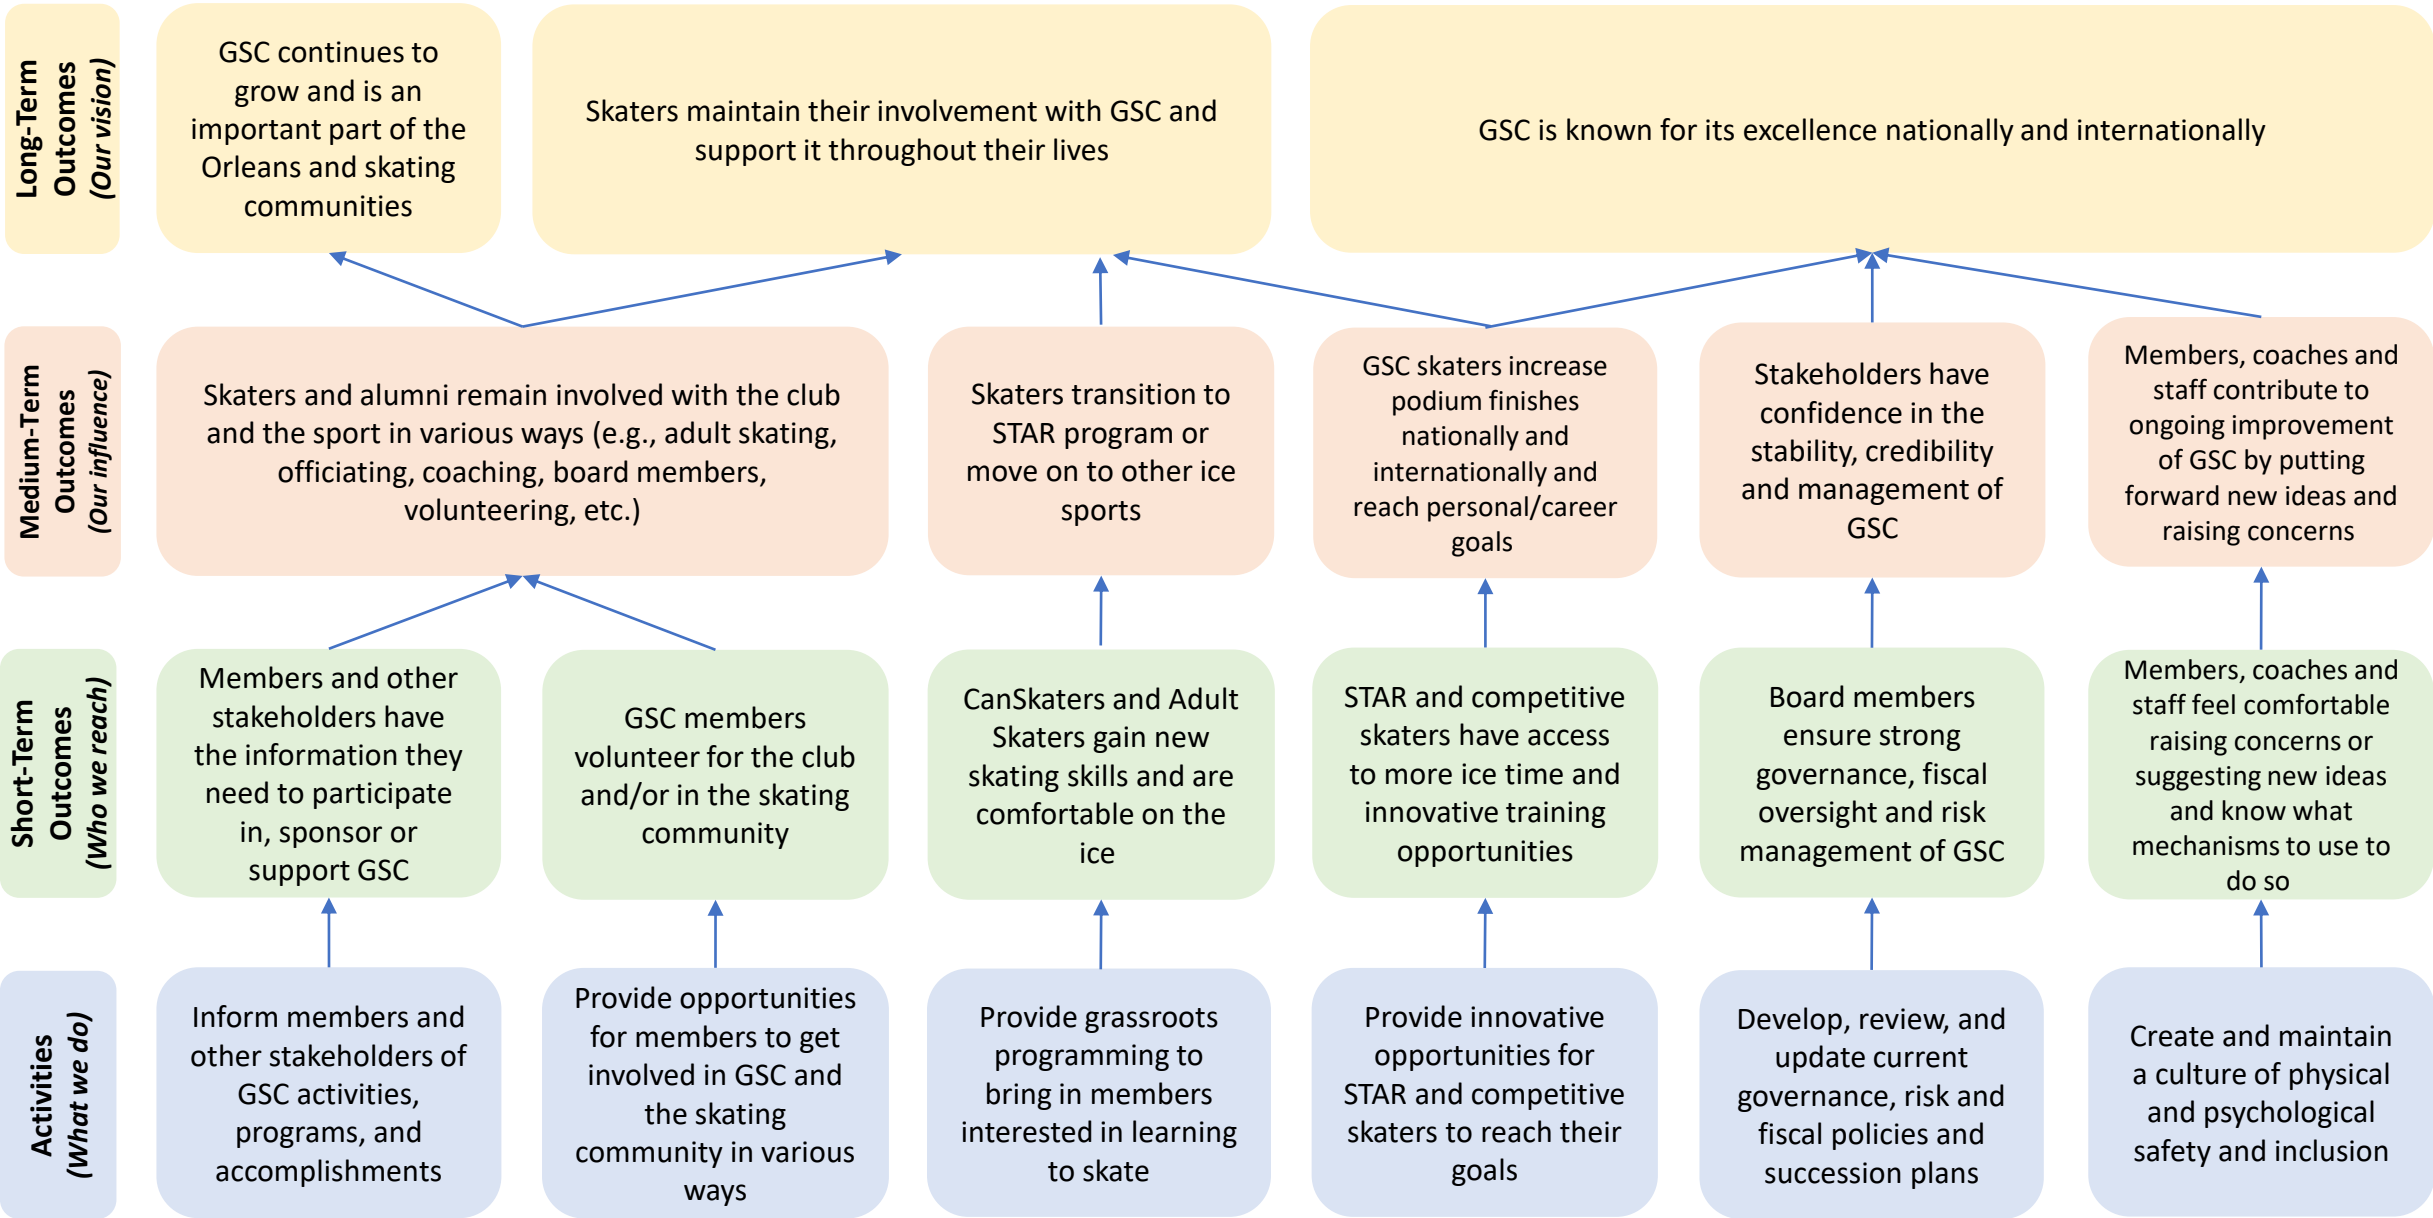 Long-Term
Outcomes
(Our vision)
GSC continues to
grow and is an
important part of the
Orleans and skating
communities
Skaters maintain their involvement with GSC and
support it throughout their lives
GSC is known for its excellence nationally and internationally
Medium-Term
Outcomes
(Our influence)
Skaters and alumni remain involved with the club
and the sport in various ways (e.g., adult skating,
officiating, coaching, board members,
volunteering, etc.)
Skaters transition to
STAR program or
move on to other ice
sports
GSC skaters increase
podium finishes
nationally and
internationally and
reach personal/career
goals
Stakeholders have
confidence in the
stability, credibility
and management of
GSC
Members, coaches and
staff contribute to
ongoing improvement
of GSC by putting
forward new ideas and
raising concerns
Short-Term
Outcomes
(Who we reach)
Members and other
stakeholders have
the information they
need to participate
in, sponsor or
support GSC
GSC members
volunteer for the club
and/or in the skating
community
CanSkaters and Adult
Skaters gain new
skating skills and are
comfortable on the
ice
STAR and competitive
skaters have access
to more ice time and
innovative training
opportunities
Board members
ensure strong
governance, fiscal
oversight and risk
management of GSC
Members, coaches and
staff feel comfortable
raising concerns or
suggesting new ideas
and know what
mechanisms to use to
do so
Activities
(What we do)
Inform members and
other stakeholders of
GSC activities,
programs, and
accomplishments
Provide opportunities
for members to get
involved in GSC and
the skating
community in various
ways
Provide grassroots
programming to
bring in members
interested in learning
to skate
Provide innovative
opportunities for
STAR and competitive
skaters to reach their
goals
Develop, review, and
update current
governance, risk and
fiscal policies and
succession plans
Create and maintain
a culture of physical
and psychological
safety and inclusion